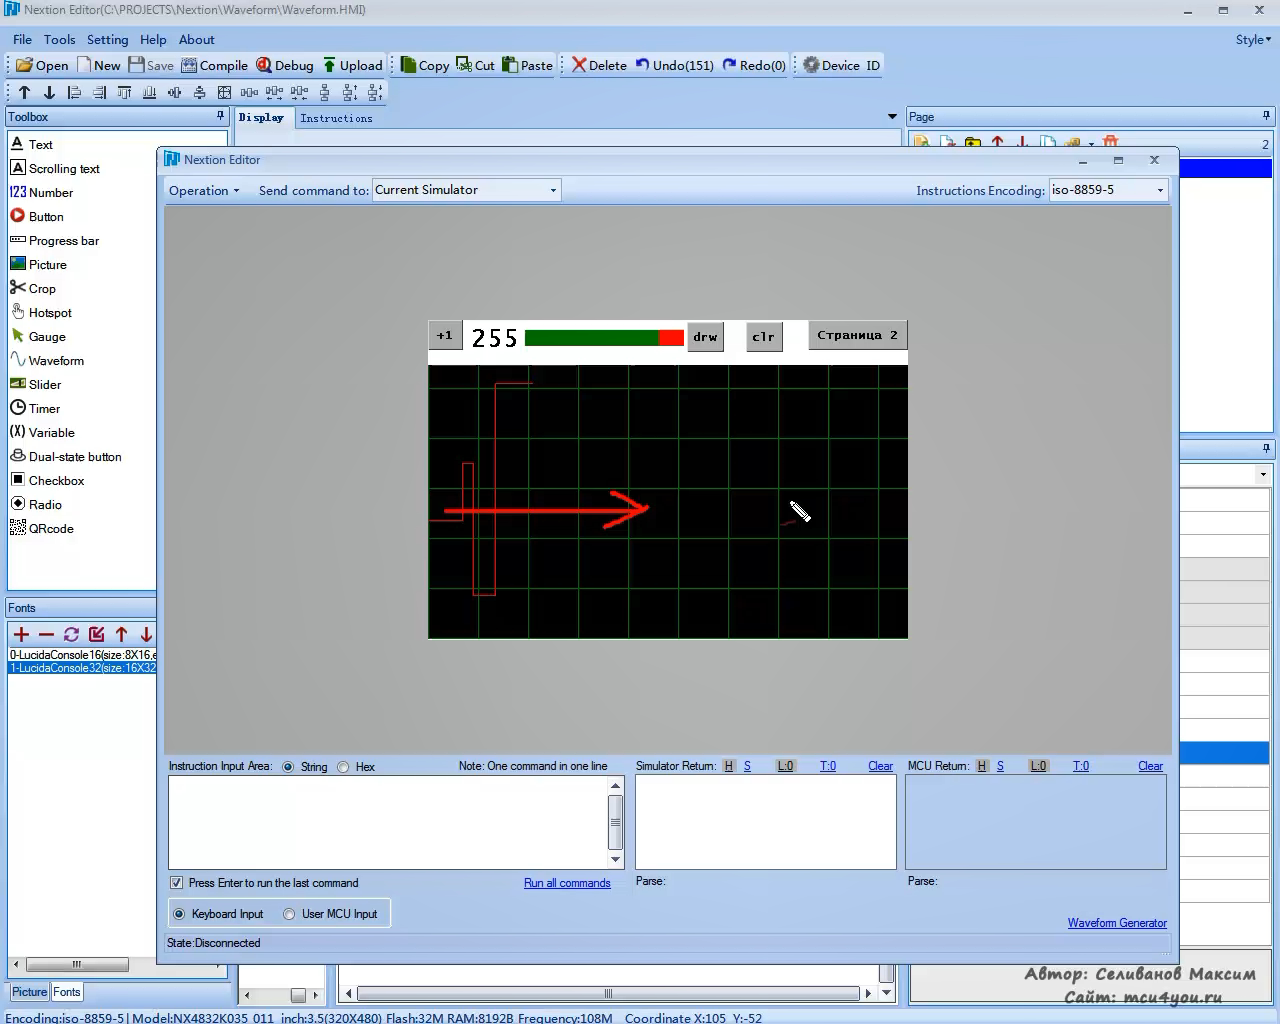 Nextion Editor(C:\PROJECTS\Nextion\Waveform\Waveform.HMI)
File Tools Setting Help About Style
Open New Save Compile Debug Upload Copy Cut Paste Delete Undo(151) Redo(0) Device ID
Toolbox
Display Instructions
Page
2
Text
Scrolling text
Number
Button
Progress bar
Picture
Crop
Hotspot
Gauge
Waveform
Slider
Timer
Variable
Dual-state button
Checkbox
Radio
QRcode
Fonts
0-LucidaConsole16(size:8X16,e
1-LucidaConsole32(size:16X32
Picture Fonts
Nextion Editor
Operation Send command to: Current Simulator Instructions Encoding: iso-8859-5
+1 255 drw clr Страница 2
Instruction Input Area: String Hex Note: One command in one line
Simulator Return: H S L:0 T:0 Clear
MCU Return: H S L:0 T:0 Clear
Press Enter to run the last command Run all commands
Parse:
Parse:
Keyboard Input User MCU Input
Waveform Generator
State:Disconnected
Автор: Селиванов Максим
Сайт: mcu4you.ru
Encoding:iso-8859-5| Model:NX4832K035_011 inch:3.5(320X480) Flash:32M RAM:8192B Frequency:108M Coordinate X:105 Y:-52